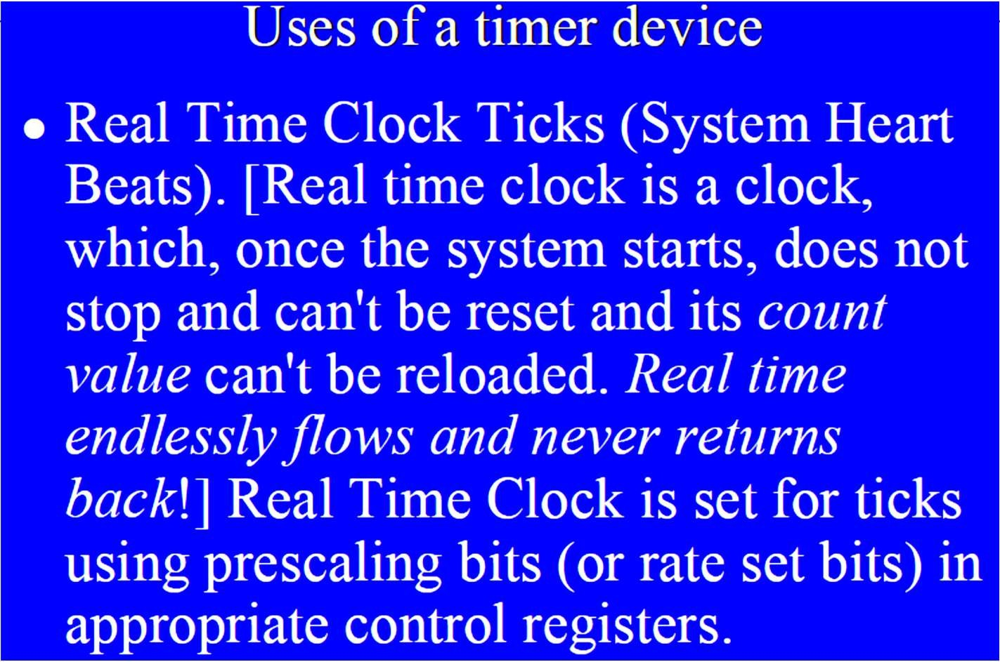 Uses of a timer device
• Real Time Clock Ticks (System Heart
Beats). [Real time clock is a clock,
which, once the system starts, does not
stop and can't be reset and its count
value can't be reloaded. Real time
endlessly flows and never returns
back!] Real Time Clock is set for ticks
using prescaling bits (or rate set bits) in
appropriate control registers.